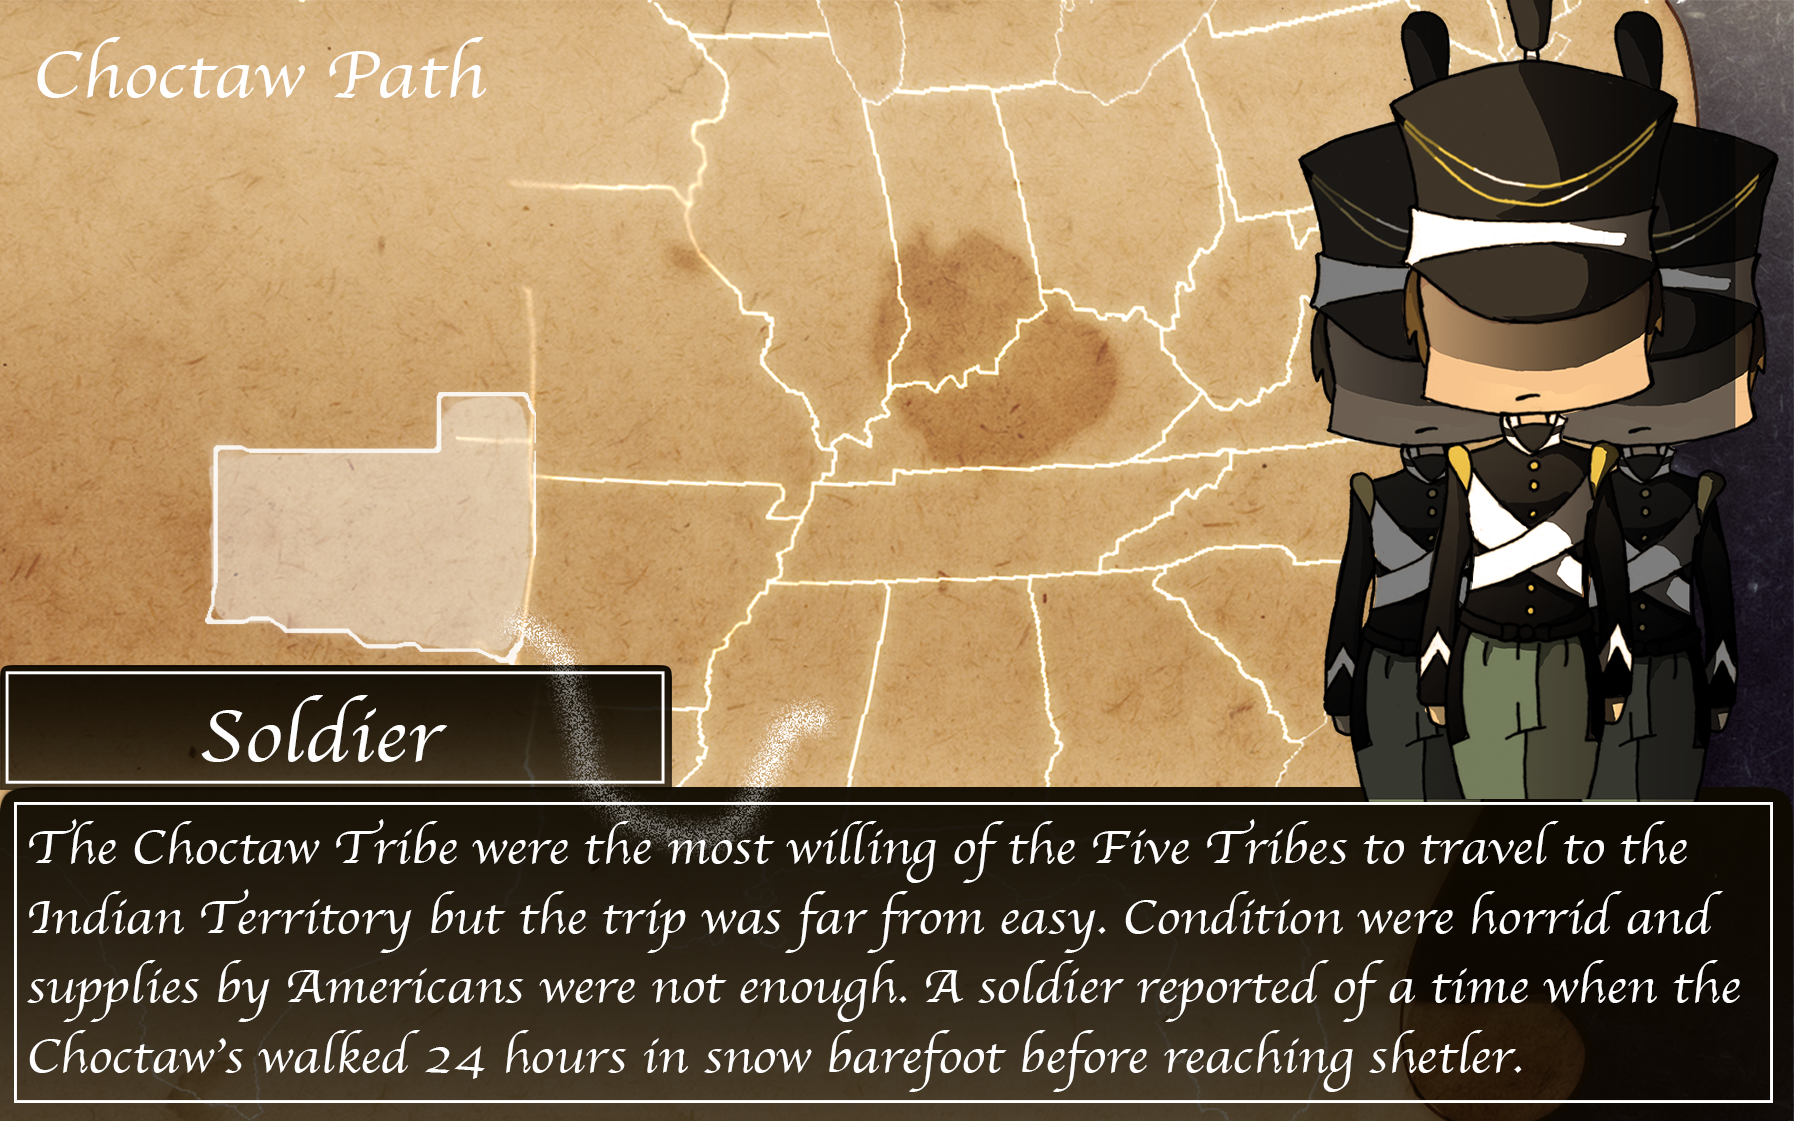 Choctaw Path
Soldier
The Choctaw Tribe were the most willing of the Five Tribes to travel to the
Indian Territory but the trip was far from easy. Condition were horrid and
supplies by Americans were not enough. A soldier reported of a time when the
Choctaw's walked 24 hours in snow barefoot before reaching shetler.